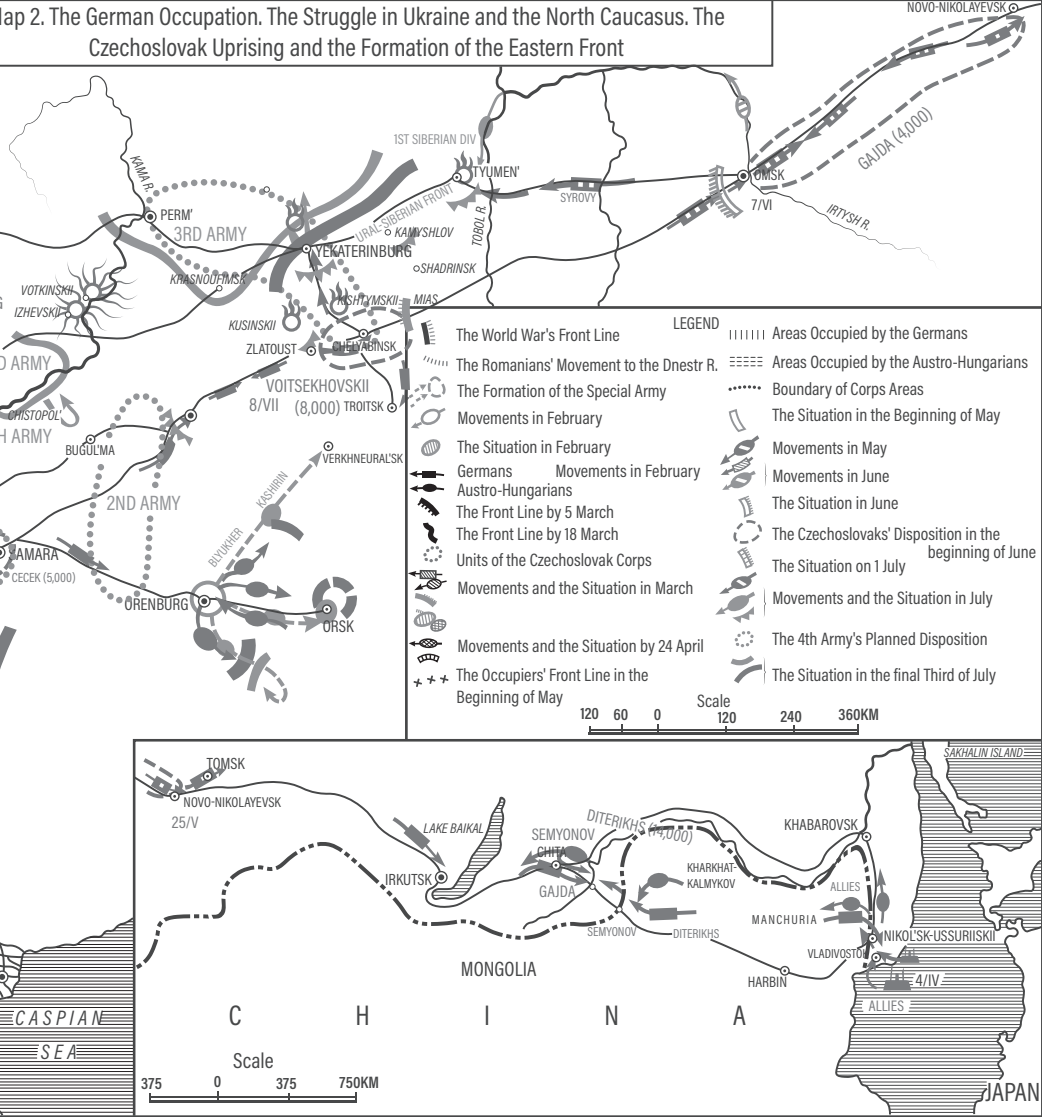 Map 2. The German Occupation. The Struggle in Ukraine and the North Caucasus. The
Czechoslovak Uprising and the Formation of the Eastern Front
NOVO-NIKOLAYEVSK
GAJDA (4,000)
1ST SIBERIAN DIV
TYUMEN'
SYROVY
OMSK
7/VI
IRTYSH R.
KAMA R.
PERM'
3RD ARMY
URAL-SIBERIAN FRONT
TOBOL R.
KAMYSHLOV
YEKATERINBURG
SHADRINSK
KRASNOUFIMSK
VOTKINSKII
IZHEVSKII
KISHTYMSKII
MIAS
KUSINSKII
ZLATOUST
CHELYABINSK
D ARMY
VOITSEKHOVSKII
8/VII
(8,000)
TROITSK
CHISTOPOL'
H ARMY
BUGUL'MA
VERKHNEURAL'SK
2ND ARMY
KASHIRIN
BLYUKHER
SAMARA
CECEK (5,000)
ORENBURG
ORSK
LEGEND
The World War's Front Line
The Romanians' Movement to the Dnestr R.
The Formation of the Special Army
Movements in February
The Situation in February
Germans
Movements in February
Austro-Hungarians
The Front Line by 5 March
The Front Line by 18 March
Units of the Czechoslovak Corps
Movements and the Situation in March
Movements and the Situation by 24 April
The Occupiers' Front Line in the
Beginning of May
Areas Occupied by the Germans
Areas Occupied by the Austro-Hungarians
Boundary of Corps Areas
The Situation in the Beginning of May
Movements in May
Movements in June
The Situation in June
The Czechoslovaks' Disposition in the
beginning of June
The Situation on 1 July
Movements and the Situation in July
The 4th Army's Planned Disposition
The Situation in the final Third of July
Scale
120 60 0 120 240 360KM
TOMSK
NOVO-NIKOLAYEVSK
25/V
LAKE BAIKAL
IRKUTSK
SEMYONOV
CHITA
GAJDA
DITERIKHS (14,000)
KHARKHAT-
KALMYKOV
SEMYONOV
DITERIKHS
MANCHURIA
HARBIN
KHABAROVSK
ALLIES
NIKOL'SK-USSURIISKII
VLADIVOSTOK
4/IV
ALLIES
SAKHALIN ISLAND
JAPAN
MONGOLIA
C H I N A
CASPIAN
SEA
Scale
375 0 375 750KM